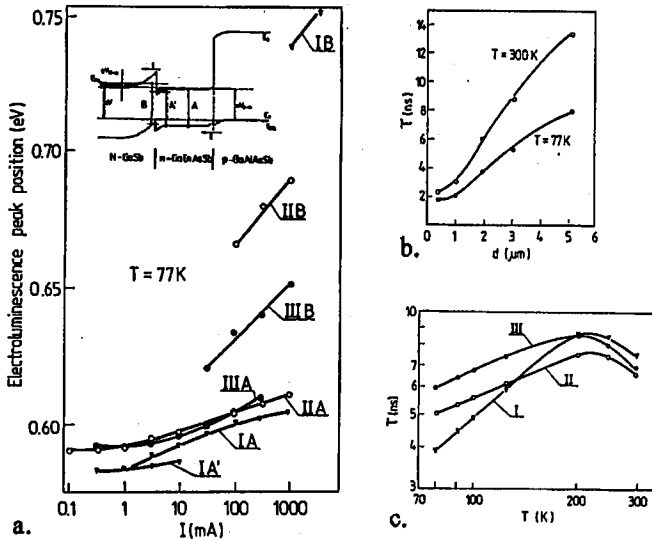 Electroluminescence peak position (eV)
0.75
0.70
0.65
0.60
0.1
1
10
100
1000
I (mA)
a.
T = 77K
IB
IIB
IIIB
IIIA
IIA
IA
IA'
B
A'
A
N-GaSb
n-GaInAsSb
p-GaAlAsSb
τ (ns)
14
12
10
8
6
4
2
0
1
2
3
4
5
6
d (μm)
T = 300K
T = 77K
b.
τ (ns)
10
9
8
7
6
5
4
70
100
200
300
T (K)
III
II
I
c.